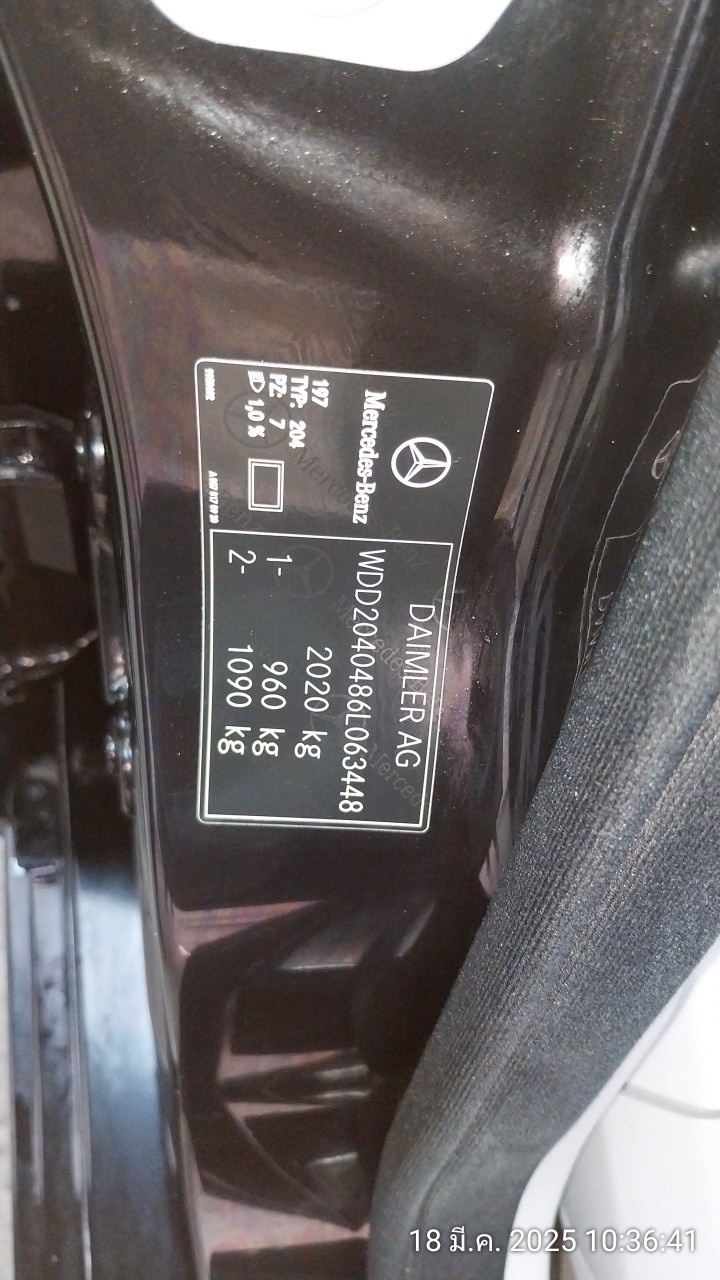 Mercedes-Benz
197
TYP: 204
PZ: 7
1,0 %
DAIMLER AG
WDD2040486L063448
2020 kg
1- 960 kg
2- 1090 kg
18 มี.ค. 2025 10:36:41